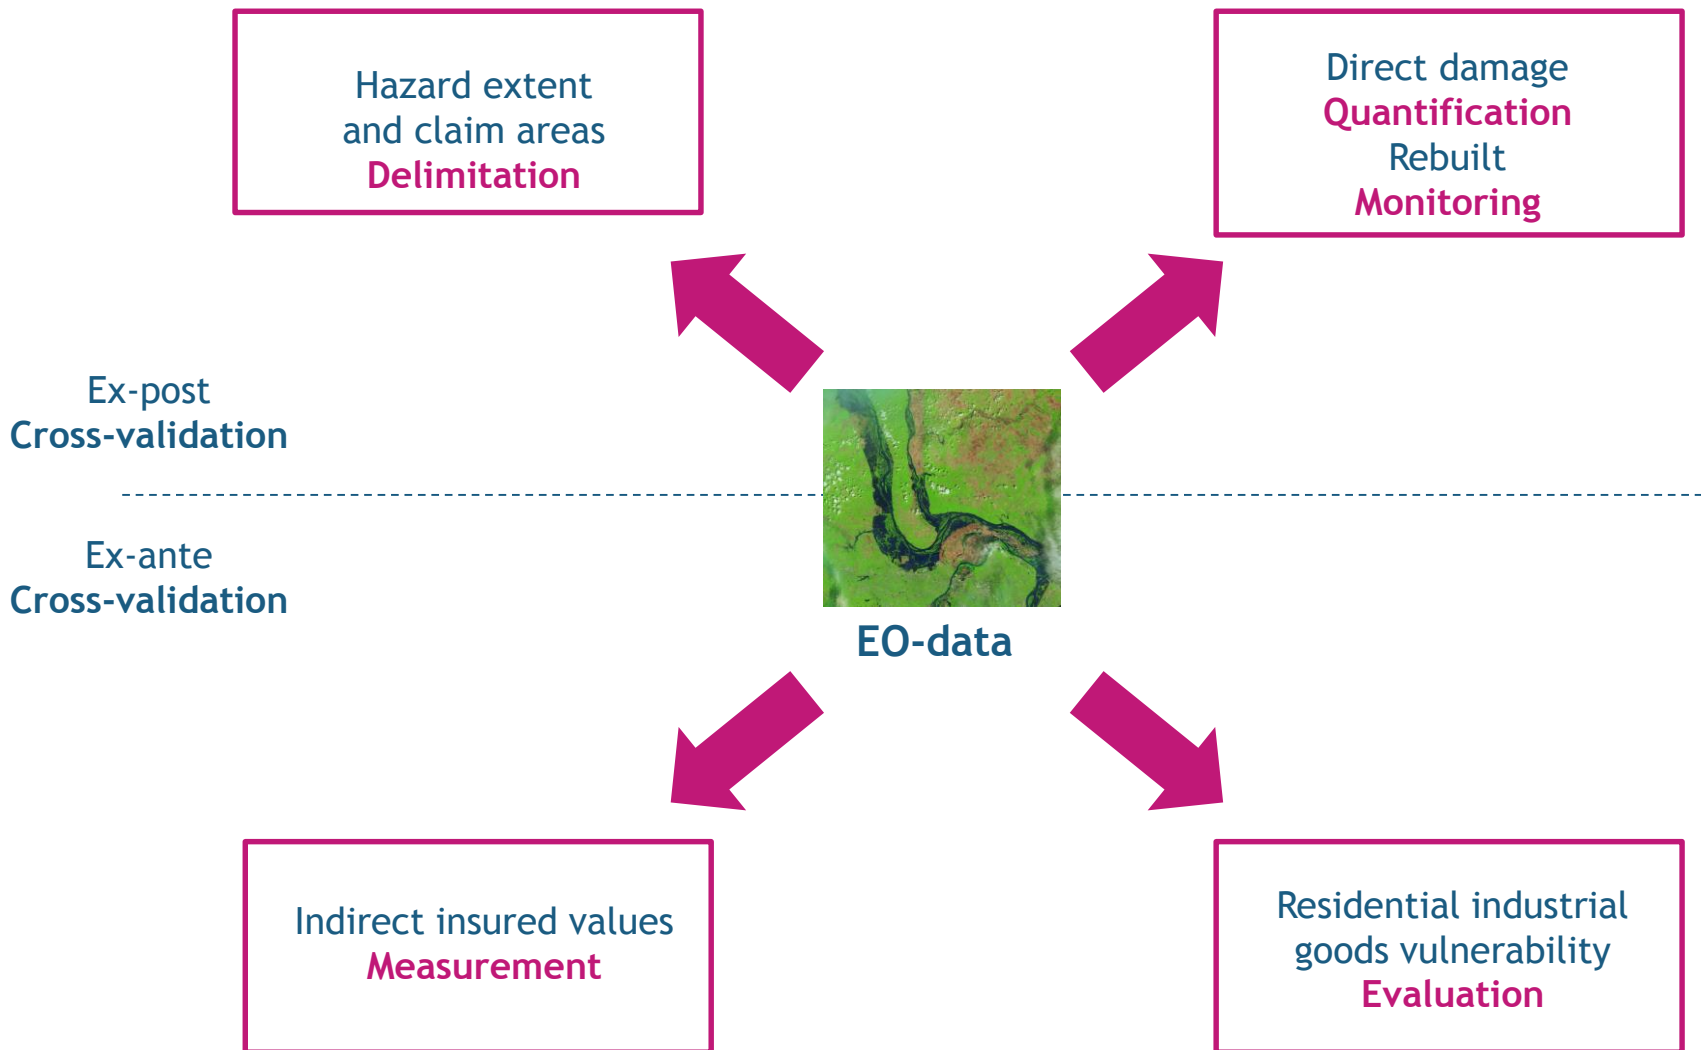 Hazard extent
and claim areas
Delimitation
Direct damage
Quantification
Rebuilt
Monitoring
Ex-post
Cross-validation
Ex-ante
Cross-validation
EO-data
Indirect insured values
Measurement
Residential industrial
goods vulnerability
Evaluation